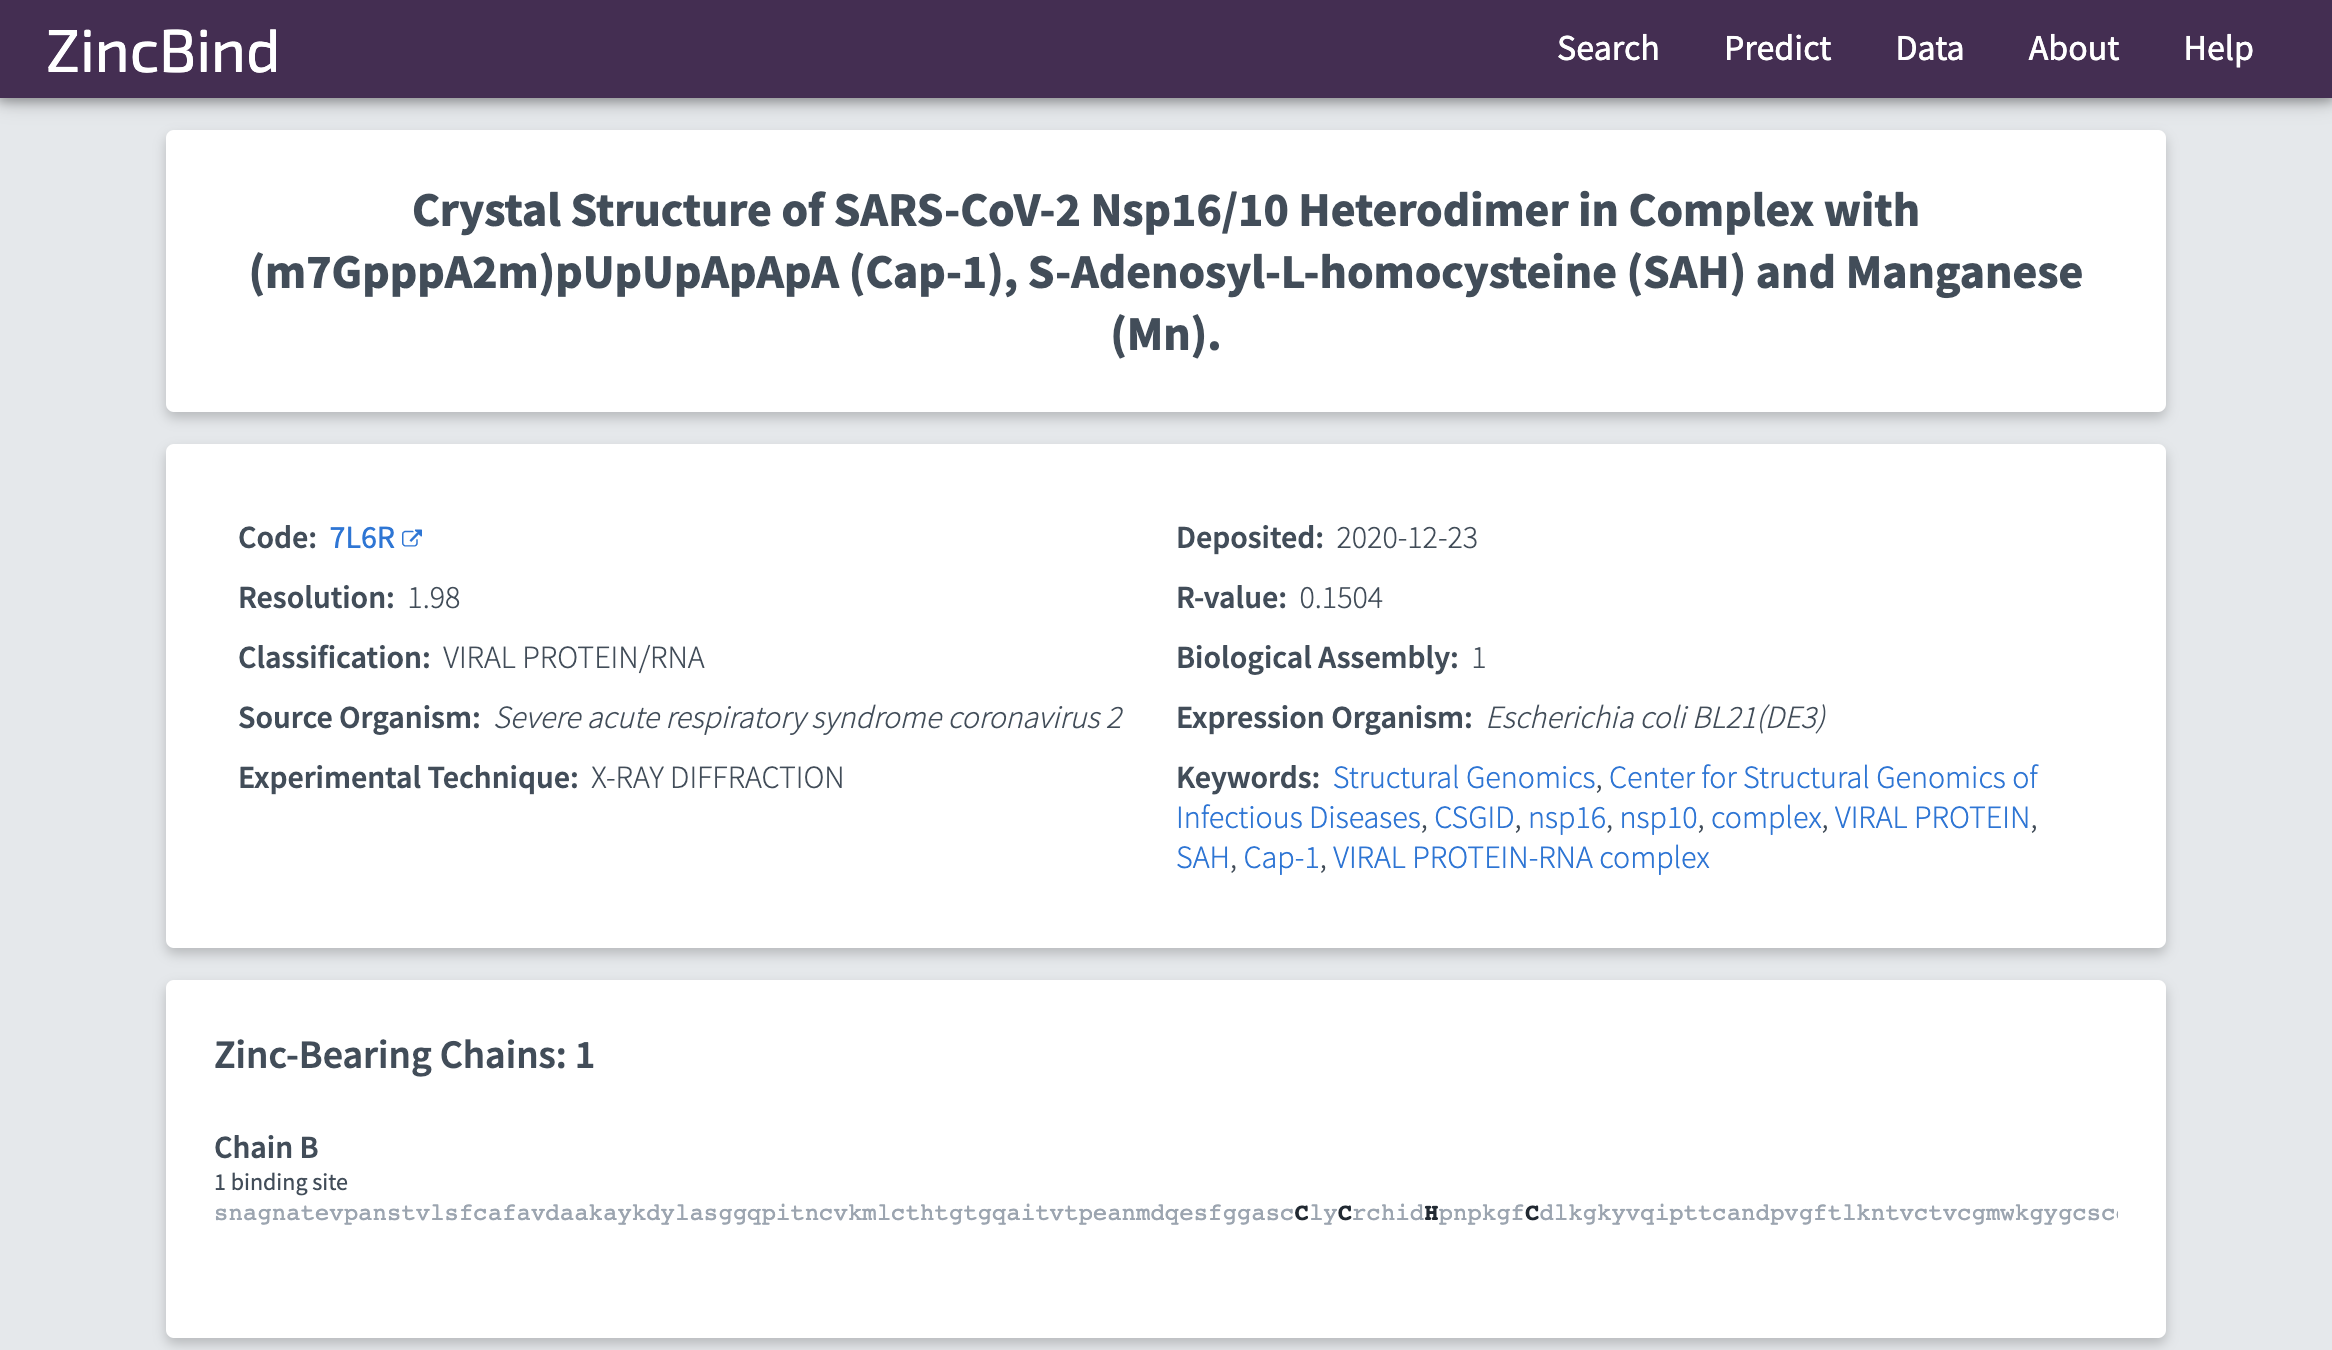 ZincBind
Search Predict Data About Help
Crystal Structure of SARS-CoV-2 Nsp16/10 Heterodimer in Complex with
(m7GpppA2m)pUpUpApApA (Cap-1), S-Adenosyl-L-homocysteine (SAH) and Manganese
(Mn).
Code: 7L6R
Resolution: 1.98
Classification: VIRAL PROTEIN/RNA
Source Organism: Severe acute respiratory syndrome coronavirus 2
Experimental Technique: X-RAY DIFFRACTION
Deposited: 2020-12-23
R-value: 0.1504
Biological Assembly: 1
Expression Organism: Escherichia coli BL21(DE3)
Keywords: Structural Genomics, Center for Structural Genomics of
Infectious Diseases, CSGID, nsp16, nsp10, complex, VIRAL PROTEIN,
SAH, Cap-1, VIRAL PROTEIN-RNA complex
Zinc-Bearing Chains: 1
Chain B
1 binding site
snagnatevpanstvlsfcafavdaakaykdylasggqpitncvkmlcthtgtgqaitvtpeanmdqesfggascClyCrchidHpnpkgfCdlkgkyvqipttcandpvgftlkntvctvcgmwkgygcsc